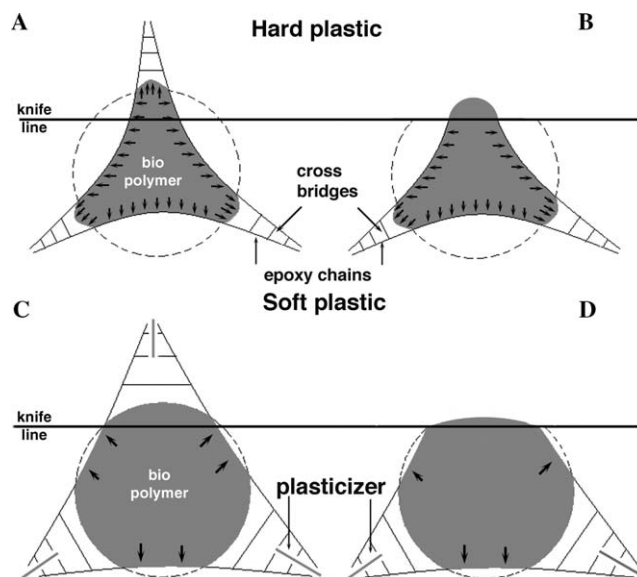 A
Hard plastic
B
knife
line
bio
polymer
cross
bridges
epoxy chains
C
Soft plastic
D
knife
line
bio
polymer
plasticizer